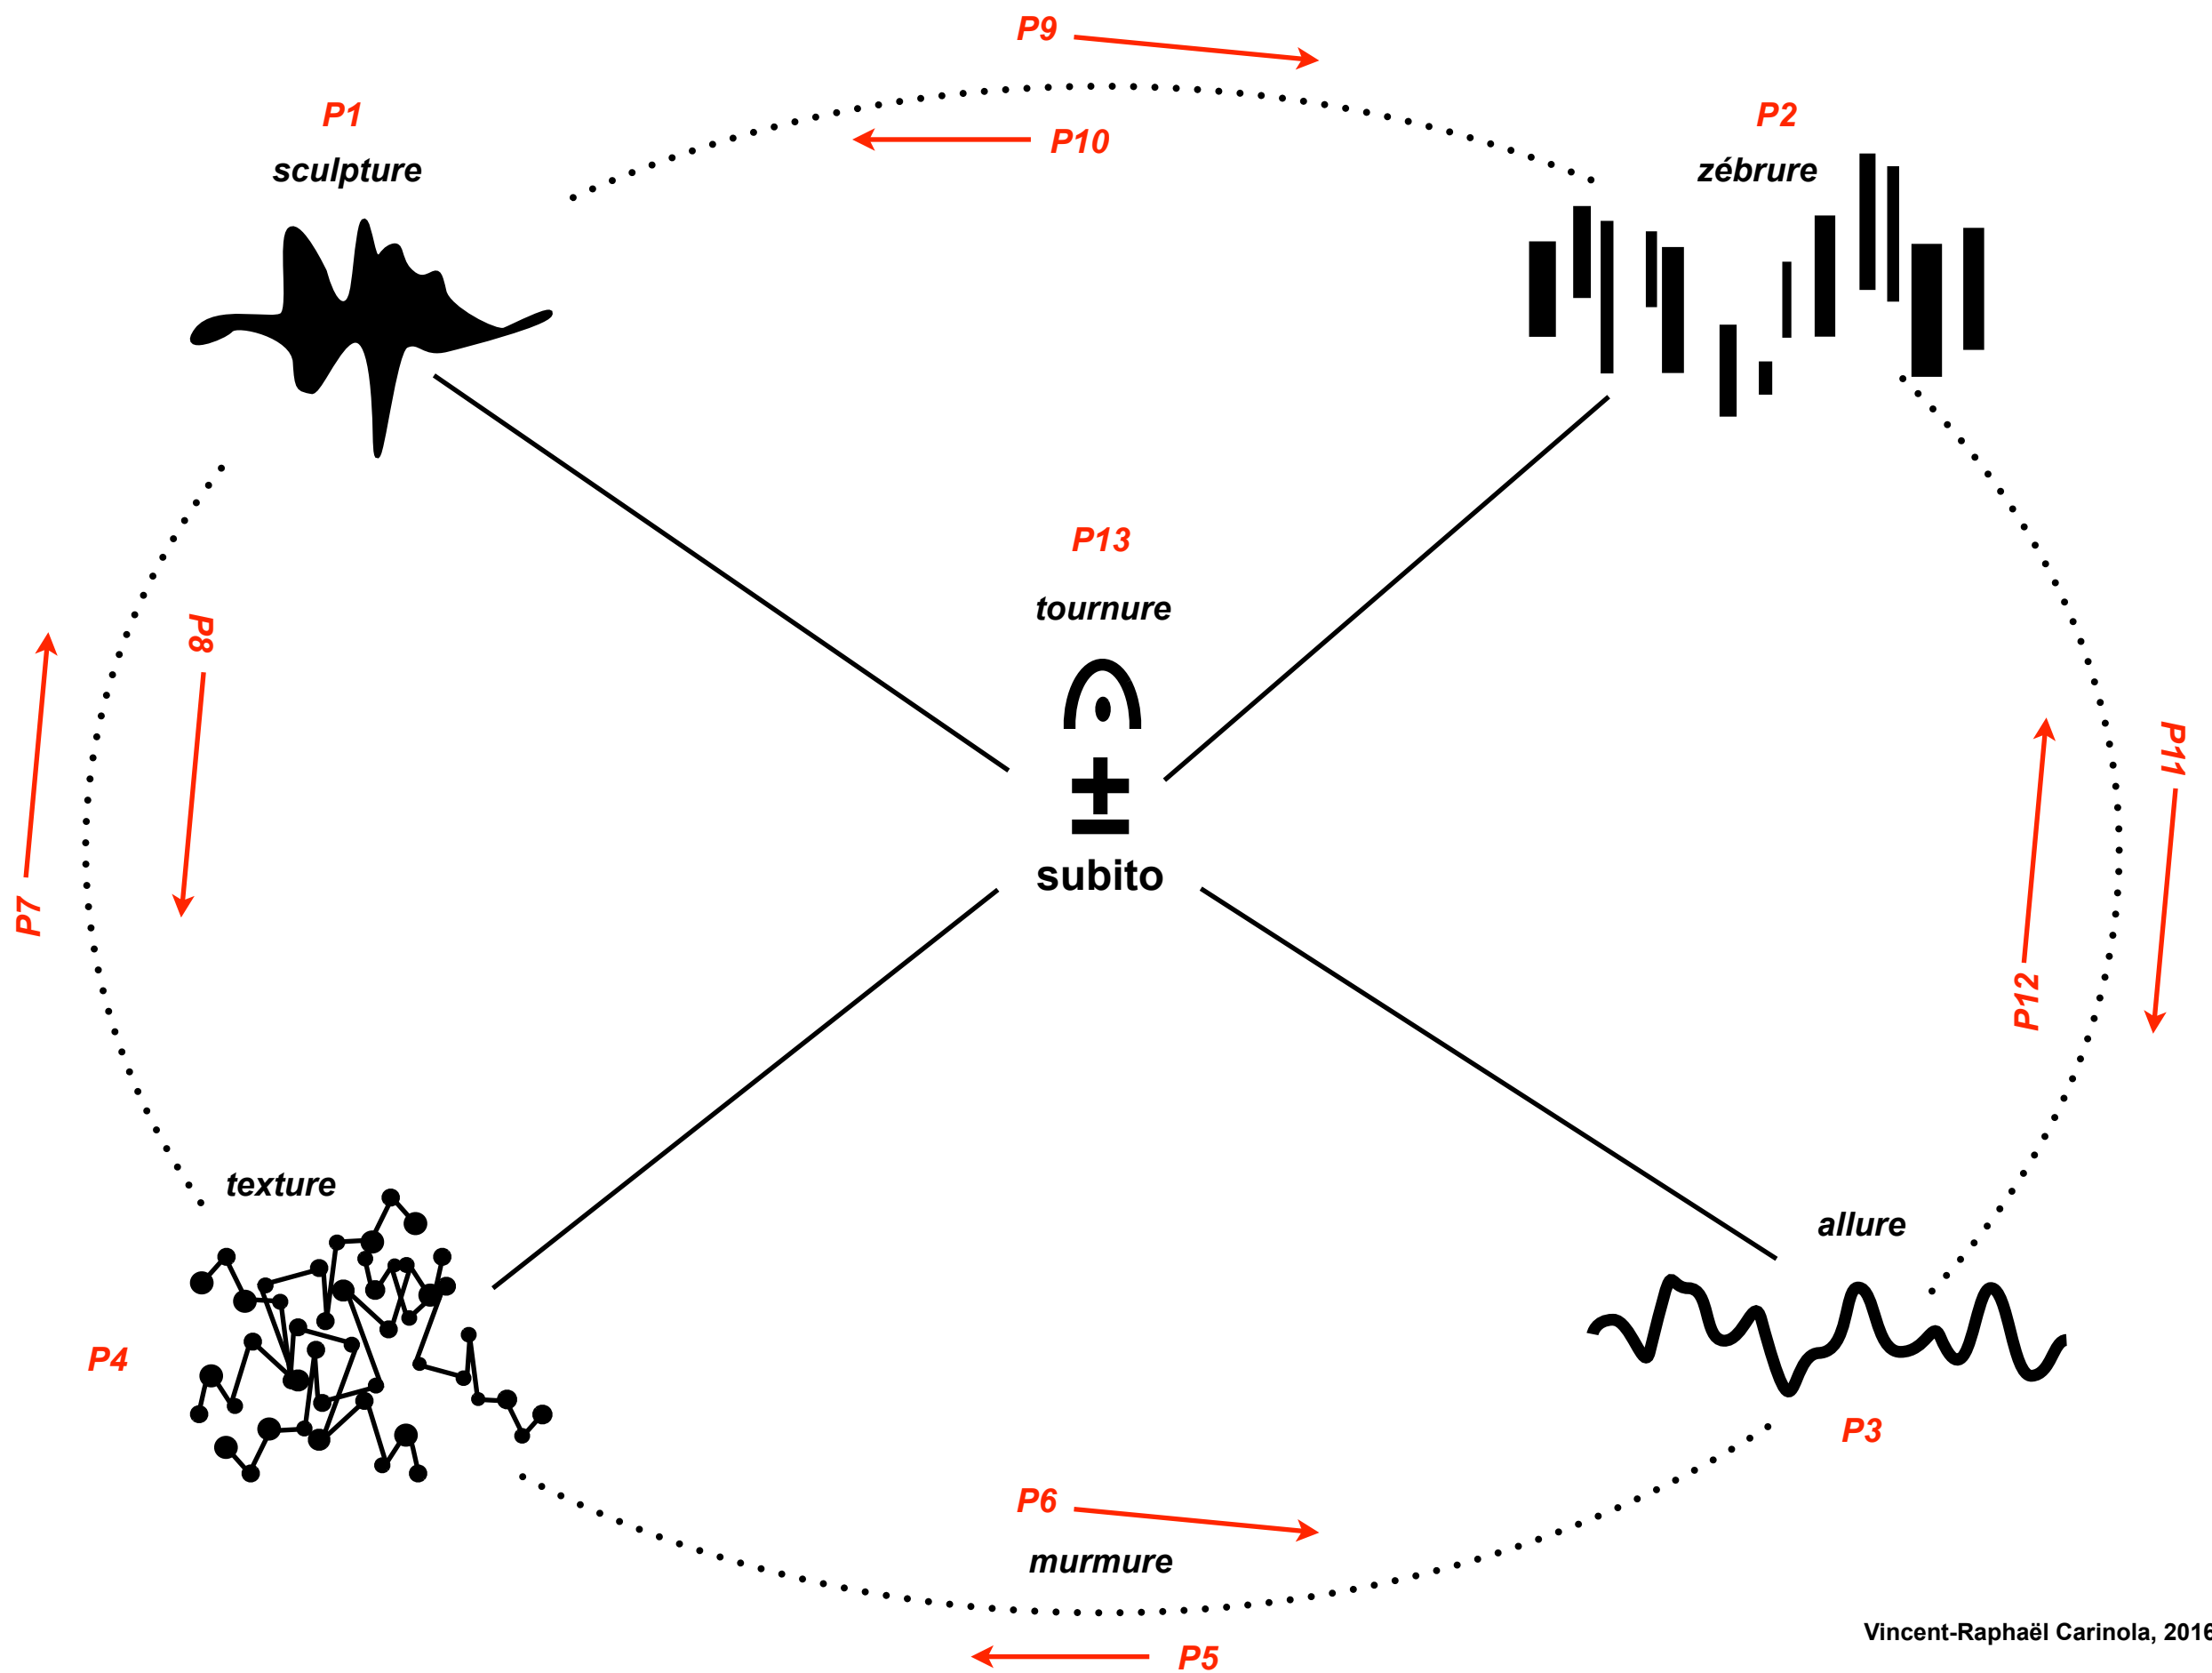 P9
P1
P10
P2
sculpture
zébrure
P13
tournure
P8
±
subito
P11
P7
P12
texture
allure
P4
P3
P6
murmure
Vincent-Raphaël Carinola, 2016
P5